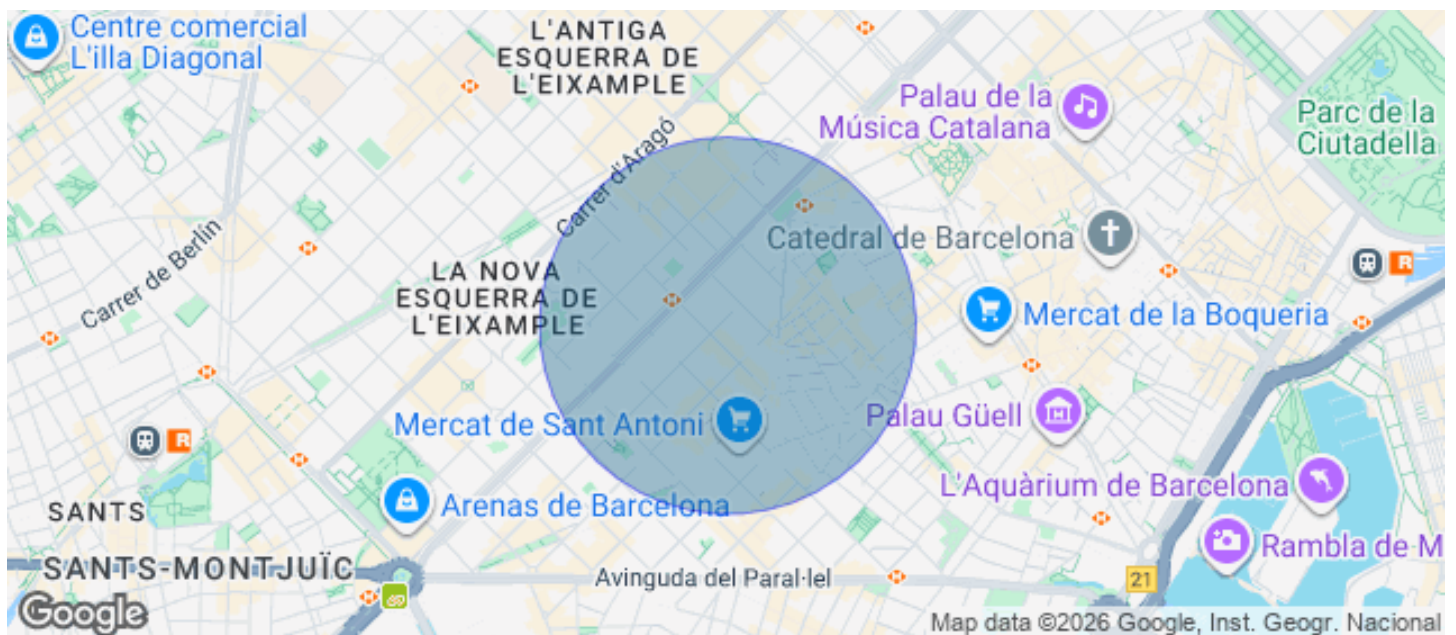 Centre comercial
L'illa Diagonal
L'ANTIGA
ESQUERRA DE
L'EIXAMPLE
Palau de la
Música Catalana
Parc de la
Ciutadella
Carrer d'Aragó
Carrer de Berlín
Catedral de Barcelona
R
LA NOVA
ESQUERRA DE
L'EIXAMPLE
Mercat de la Boqueria
Mercat de Sant Antoni
Palau Güell
R
L'Aquàrium de Barcelona
Arenas de Barcelona
SANTS
Rambla de M
SANTS-MONTJUÏC
Avinguda del Paral·lel
21
Google
Map data ©2026 Google, Inst. Geogr. Nacional